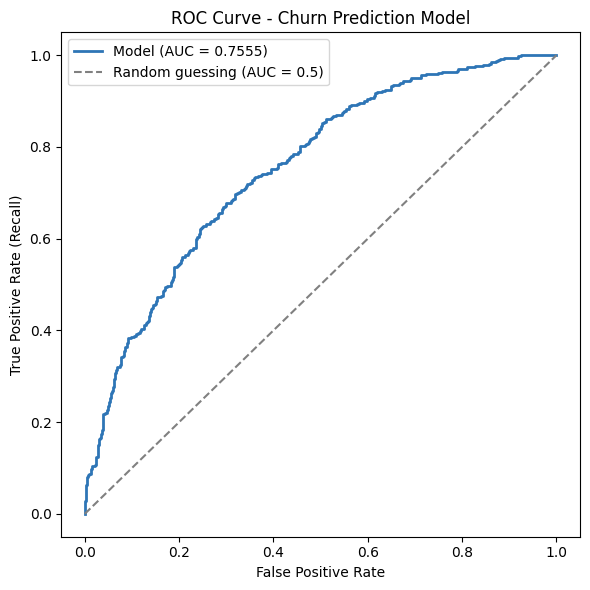 ROC Curve - Churn Prediction Model
Model (AUC = 0.7555)
Random guessing (AUC = 0.5)
True Positive Rate (Recall)
1.0
0.8
0.6
0.4
0.2
0.0
0.0 0.2 0.4 0.6 0.8 1.0
False Positive Rate